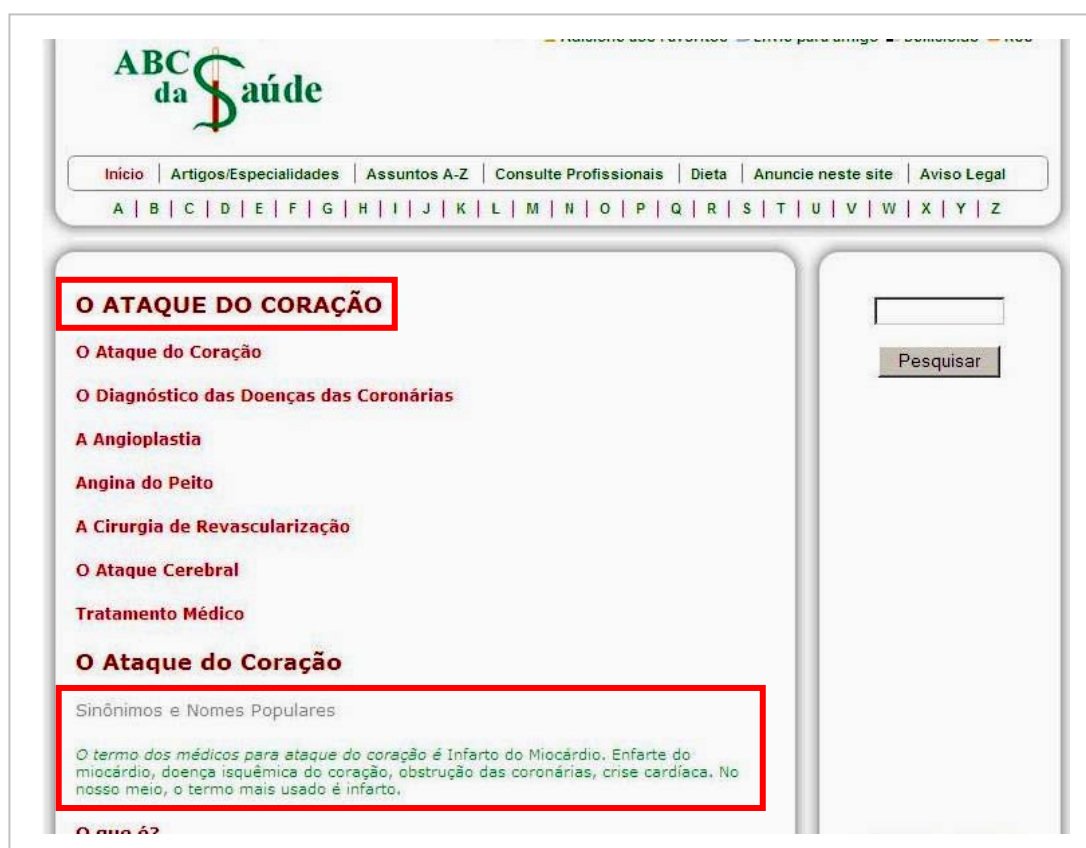 ABC
da Saúde
Início | Artigos/Especialidades | Assuntos A-Z | Consulte Profissionais | Dieta | Anuncie neste site | Aviso Legal
A | B | C | D | E | F | G | H | I | J | K | L | M | N | O | P | Q | R | S | T | U | V | W | X | Y | Z
O ATAQUE DO CORAÇÃO
O Ataque do Coração
O Diagnóstico das Doenças das Coronárias
A Angioplastia
Angina do Peito
A Cirurgia de Revascularização
O Ataque Cerebral
Tratamento Médico
O Ataque do Coração
Sinônimos e Nomes Populares
O termo dos médicos para ataque do coração é Infarto do Miocárdio. Enfarte do
miocárdio, doença isquêmica do coração, obstrução das coronárias, crise cardíaca. No
nosso meio, o termo mais usado é infarto.
O que é?
Pesquisar